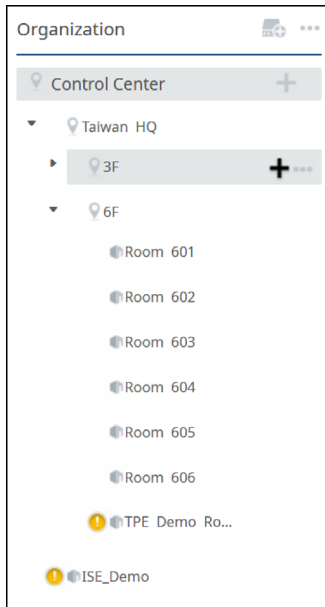 Organization
Control Center
Taiwan HQ
3F
6F
Room 601
Room 602
Room 603
Room 604
Room 605
Room 606
TPE Demo Ro...
ISE_Demo